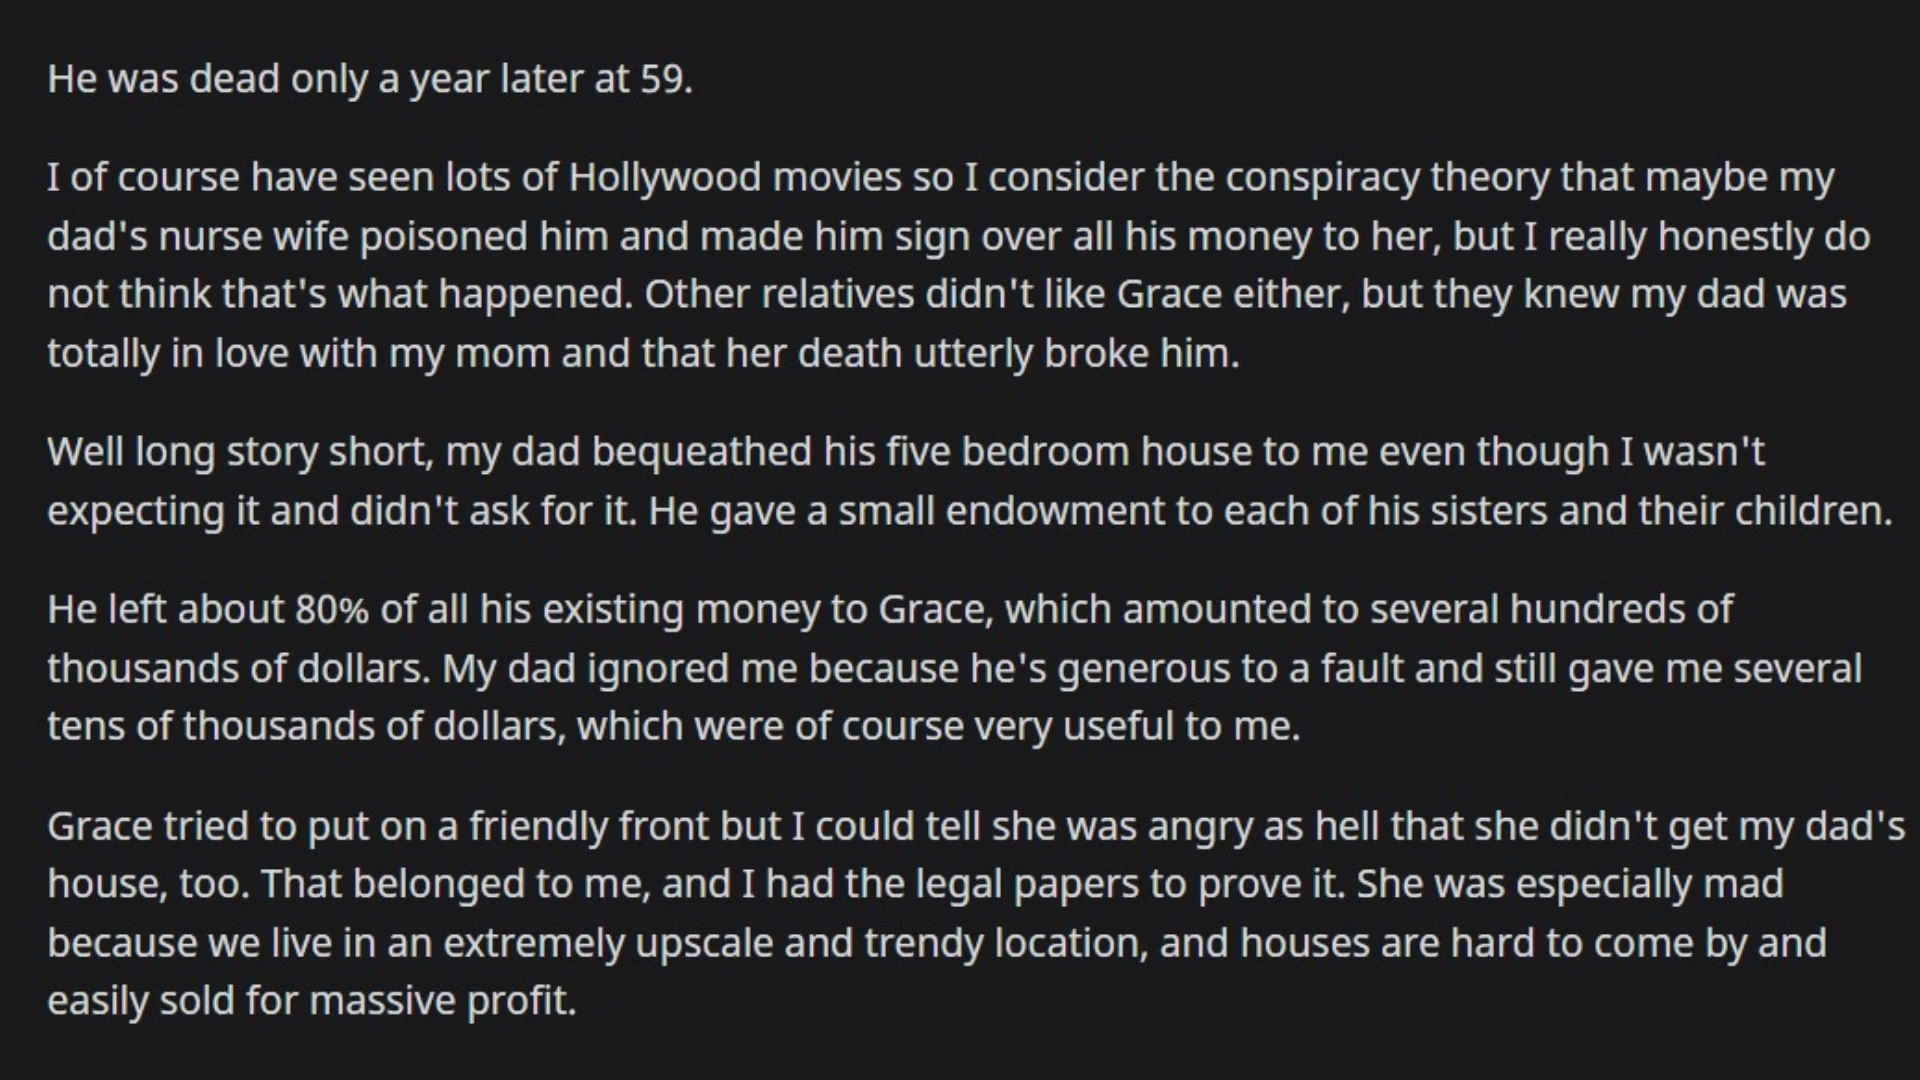 He was dead only a year later at 59.
I of course have seen lots of Hollywood movies so I consider the conspiracy theory that maybe my
dad's nurse wife poisoned him and made him sign over all his money to her, but I really honestly do
not think that's what happened. Other relatives didn't like Grace either, but they knew my dad was
totally in love with my mom and that her death utterly broke him.
Well long story short, my dad bequeathed his five bedroom house to me even though I wasn't
expecting it and didn't ask for it. He gave a small endowment to each of his sisters and their children.
He left about 80% of all his existing money to Grace, which amounted to several hundreds of
thousands of dollars. My dad ignored me because he's generous to a fault and still gave me several
tens of thousands of dollars, which were of course very useful to me.
Grace tried to put on a friendly front but I could tell she was angry as hell that she didn't get my dad's
house, too. That belonged to me, and I had the legal papers to prove it. She was especially mad
because we live in an extremely upscale and trendy location, and houses are hard to come by and
easily sold for massive profit.